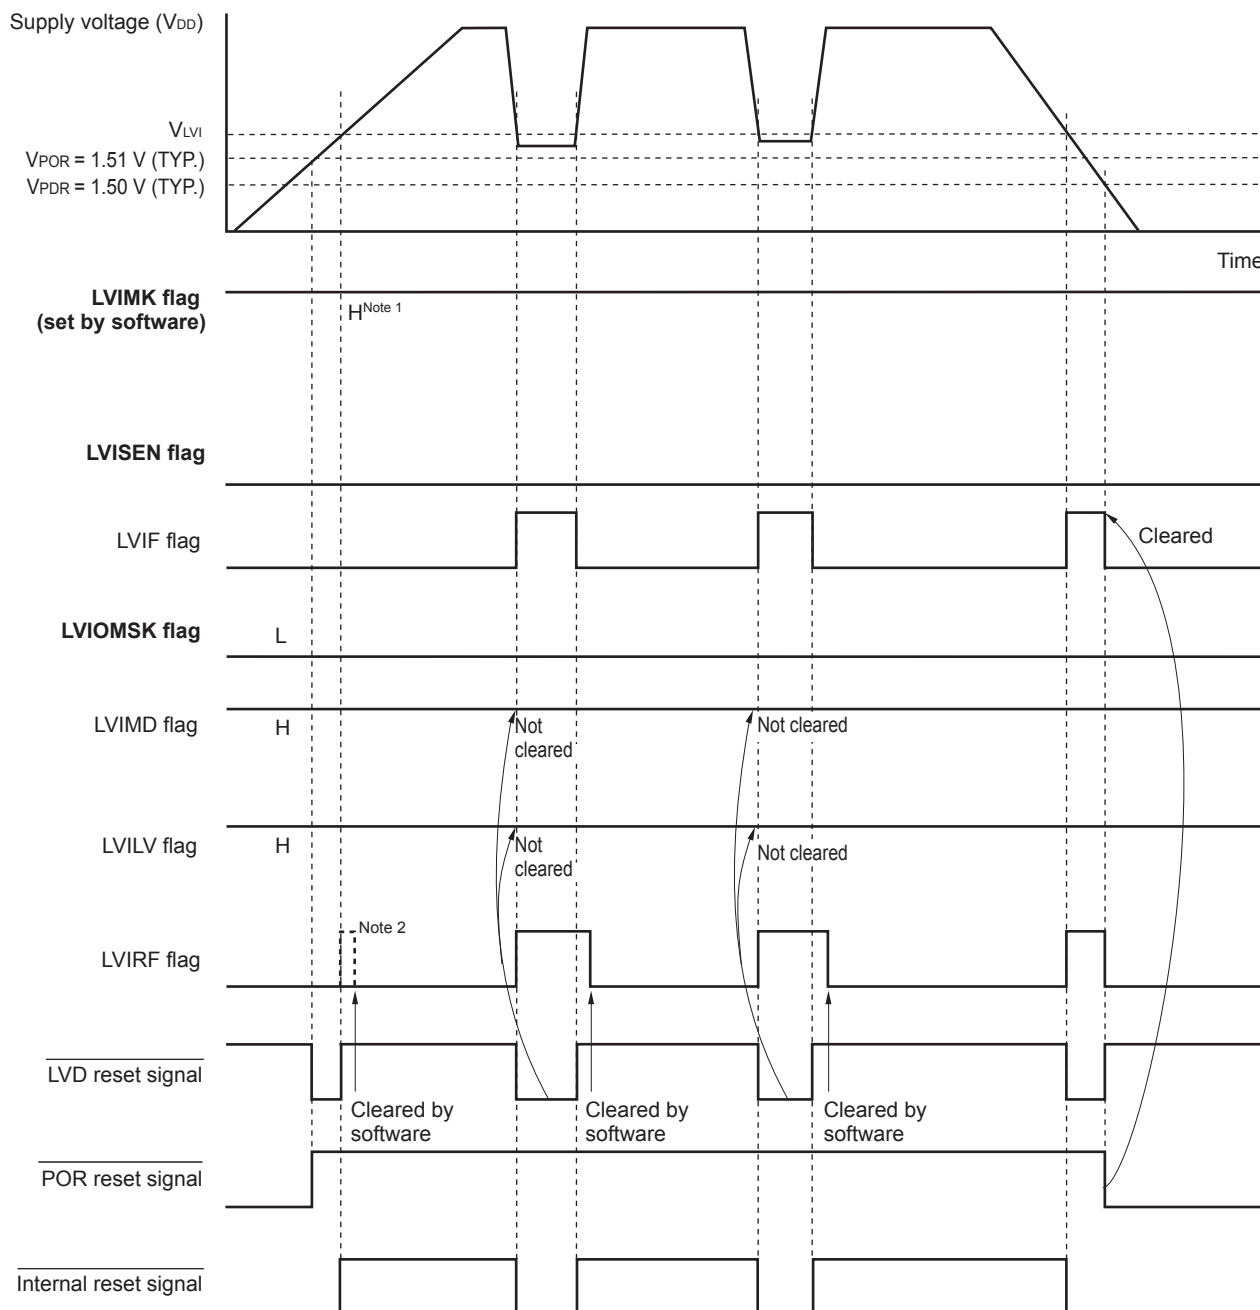 Supply voltage (VDD)
VLVI
VPOR = 1.51 V (TYP.)
VPDR = 1.50 V (TYP.)
Time
LVIMK flag
(set by software)
HNote 1
LVISEN flag
LVIF flag
Cleared
LVIOMSK flag
L
LVIMD flag
H
Not
cleared
Not cleared
LVILV flag
H
Not
cleared
Not cleared
Note 2
LVIRF flag
LVD reset signal
Cleared by
software
Cleared by
software
Cleared by
software
POR reset signal
Internal reset signal